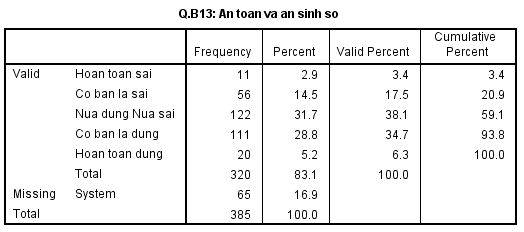 Q.B13: An toan va an sinh so
Frequency Percent Valid Percent Cumulative Percent
Valid Hoan toan sai 11 2.9 3.4 3.4
Co ban la sai 56 14.5 17.5 20.9
Nua dung Nua sai 122 31.7 38.1 59.1
Co ban la dung 111 28.8 34.7 93.8
Hoan toan dung 20 5.2 6.3 100.0
Total 320 83.1 100.0
Missing System 65 16.9
Total 385 100.0